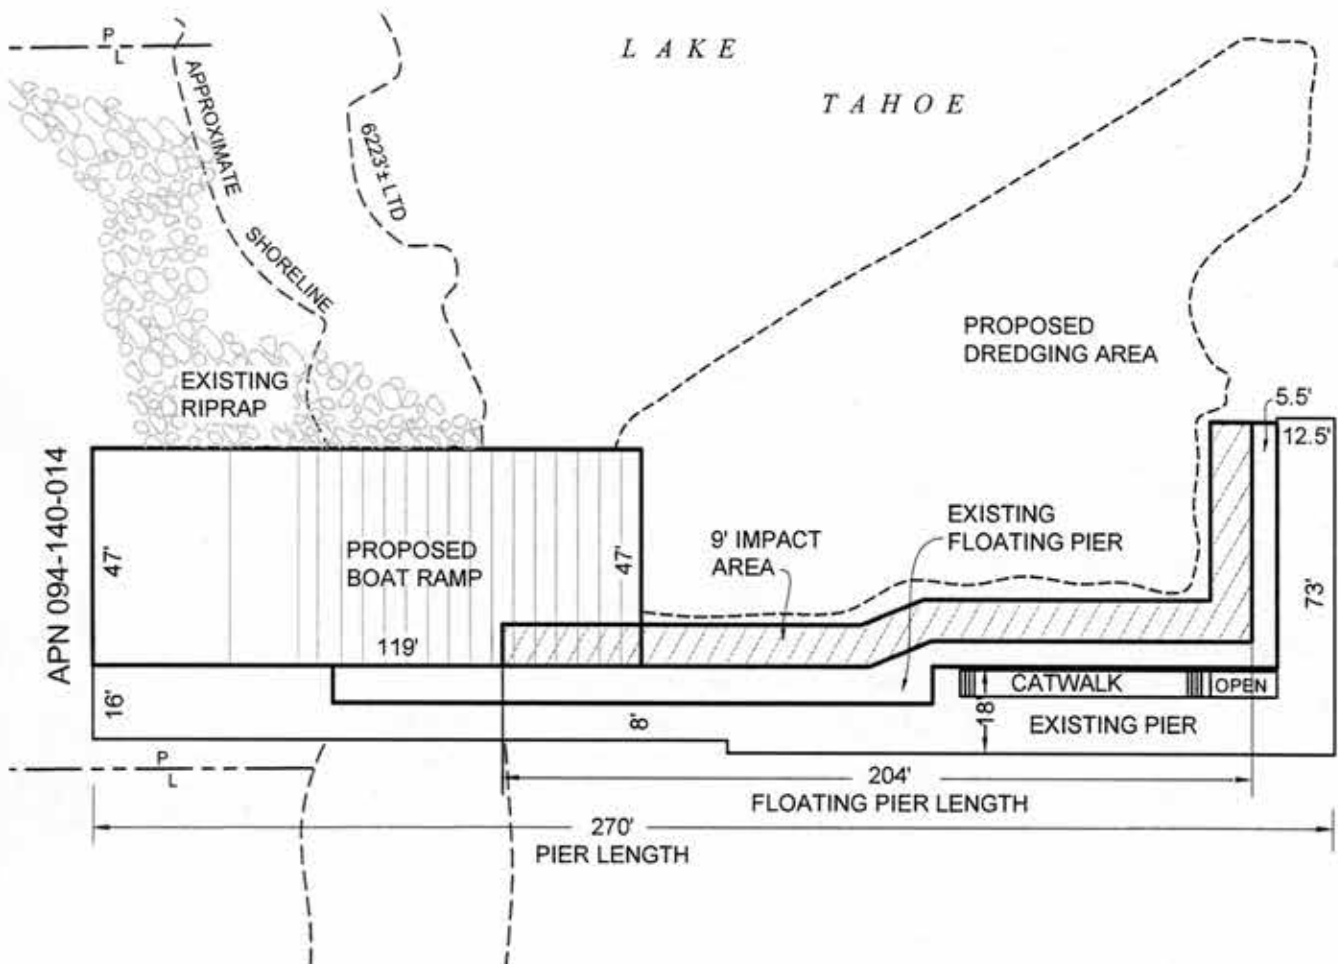 LAKE
TAHOE
P
L
APPROXIMATE
SHORELINE
6223'± LTD
EXISTING
RIPRAP
PROPOSED
DREDGING AREA
5.5'
12.5'
APN 094-140-014
47'
PROPOSED
BOAT RAMP
47'
119'
9' IMPACT
AREA
EXISTING
FLOATING PIER
73'
16'
8'
18'
CATWALK
OPEN
EXISTING PIER
P
L
204'
FLOATING PIER LENGTH
270'
PIER LENGTH